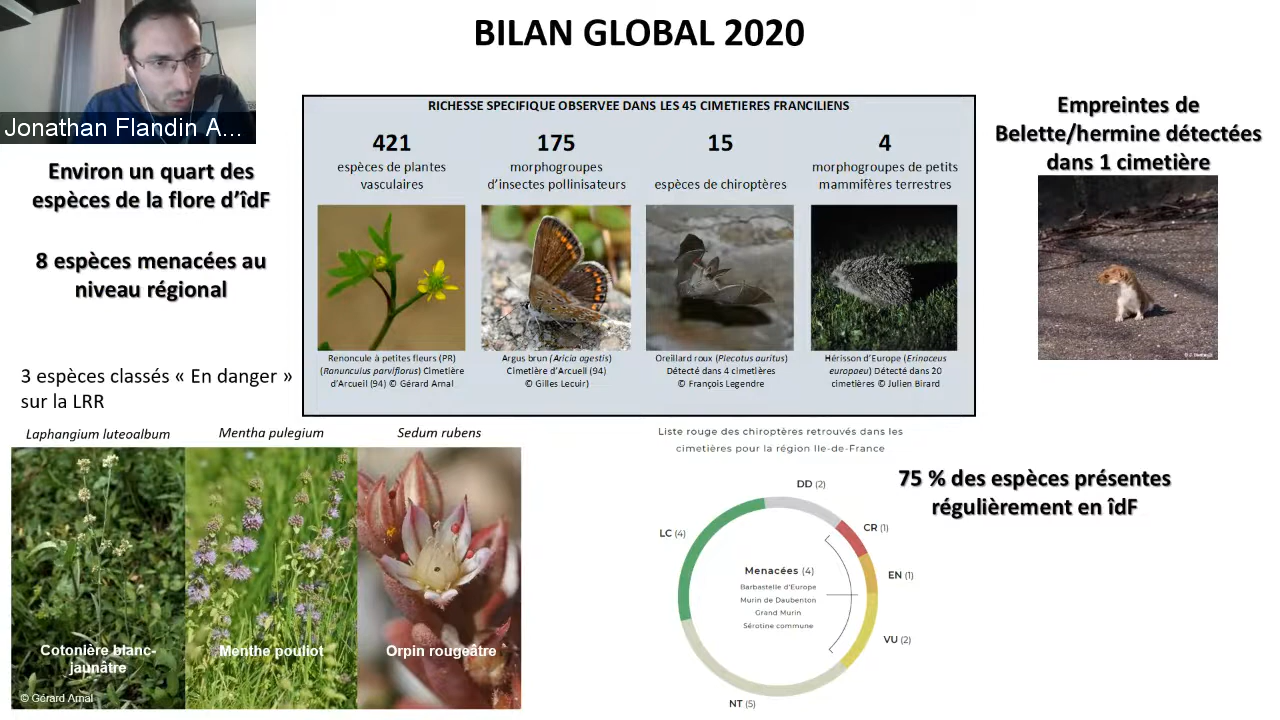 BILAN GLOBAL 2020
Jonathan Flandin A...
Environ un quart des
espèces de la flore d'îdF
8 espèces menacées au
niveau régional
RICHESSE SPECIFIQUE OBSERVEE DANS LES 45 CIMETIERES FRANCILIENS
421
espèces de plantes
vasculaires
175
morphogroupes
d'insectes pollinisateurs
15
espèces de chiroptères
4
morphogroupes de petits
mammifères terrestres
Renoncule à petites fleurs (PR)
(Ranunculus parviflorus) Cimetière
d'Arcueil (94) © Gérard Arnal
Argus brun (Aricia agestis)
Cimetière d'Arcueil (94)
© Gilles Lecuir)
Oreillard roux (Plecotus auritus)
Détecté dans 4 cimetières
© François Legendre
Hérisson d'Europe (Erinaceus
europaeu) Détecté dans 20
cimetières © Julien Birard
Empreintes de
Belette/hermine détectées
dans 1 cimetière
3 espèces classés « En danger »
sur la LRR
Laphangium luteoalbum
Mentha pulegium
Sedum rubens
Cotonière blanc-
jaunâtre
Menthe pouliot
Orpin rougeâtre
© Gérard Arnal
Liste rouge des chiroptères retrouvés dans les
cimetières pour la région Ile-de-France
DD (2)
CR (1)
LC (4)
EN (1)
VU (2)
NT (5)
Menacées (4)
Barbastelle d'Europe
Murin de Daubenton
Grand Murin
Sérotine commune
75 % des espèces présentes
régulièrement en îdF